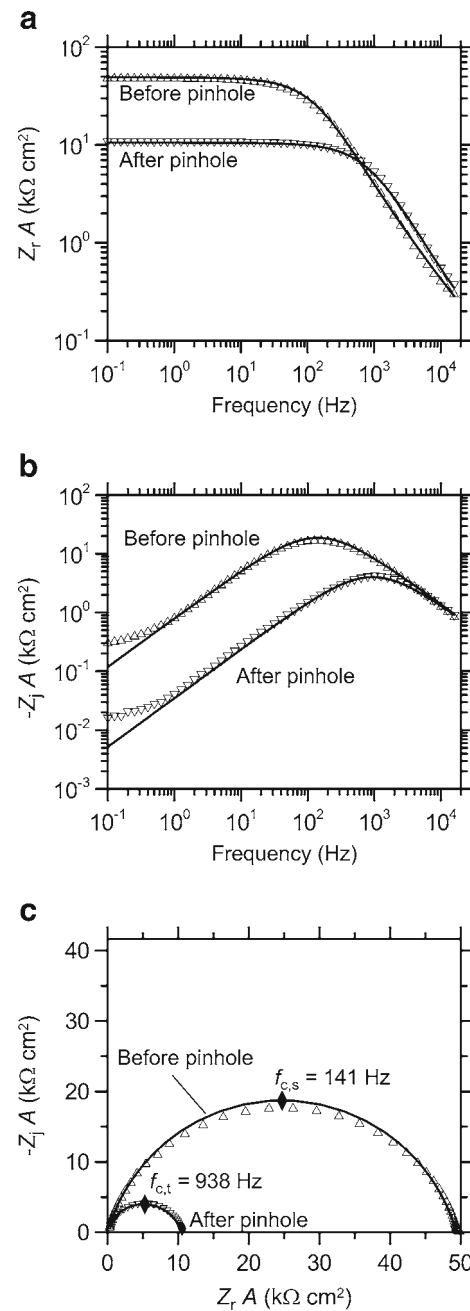 a
10²
10¹
10⁰
10⁻¹
Z_r A (kΩ cm²)
Before pinhole
After pinhole
10⁻¹ 10⁰ 10¹ 10² 10³ 10⁴
Frequency (Hz)
b
10²
10¹
10⁰
10⁻¹
10⁻²
10⁻³
-Z_j A (kΩ cm²)
Before pinhole
After pinhole
10⁻¹ 10⁰ 10¹ 10² 10³ 10⁴
Frequency (Hz)
c
40
30
20
10
0
-Z_j A (kΩ cm²)
Before pinhole
f_c,s = 141 Hz
f_c,t = 938 Hz
After pinhole
0 10 20 30 40 50
Z_r A (kΩ cm²)